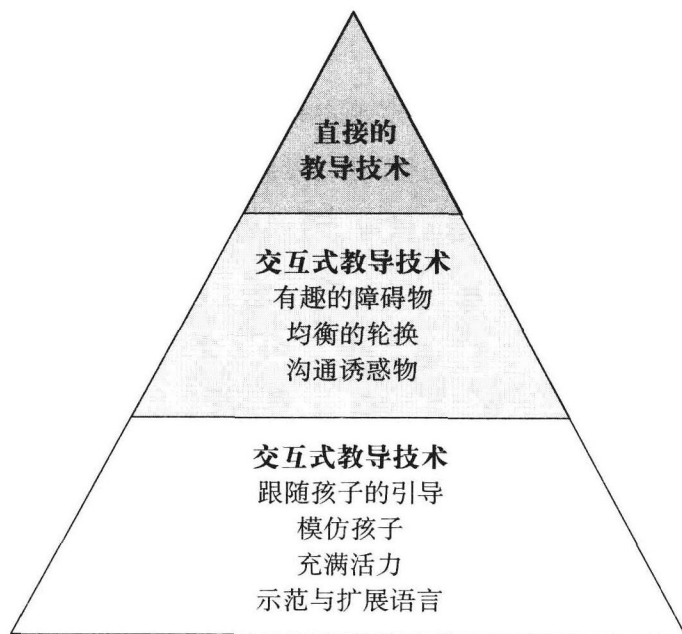 直接的
教导技术
交互式教导技术
有趣的障碍物
均衡的轮换
沟通诱惑物
交互式教导技术
跟随孩子的引导
模仿孩子
充满活力
示范与扩展语言